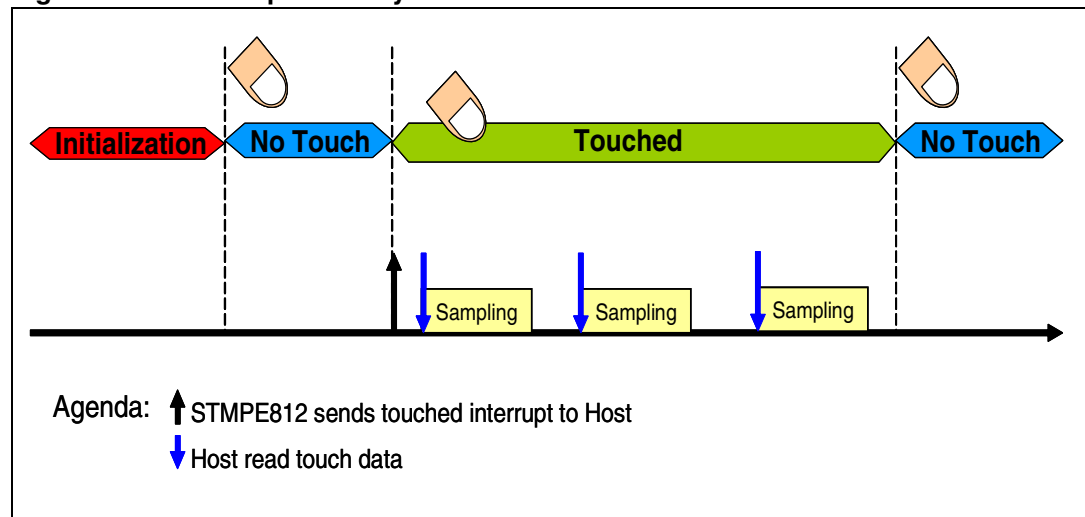 Initialization No Touch Touched No Touch
Sampling Sampling Sampling
Agenda: STMPE812 sends touched interrupt to Host
Host read touch data